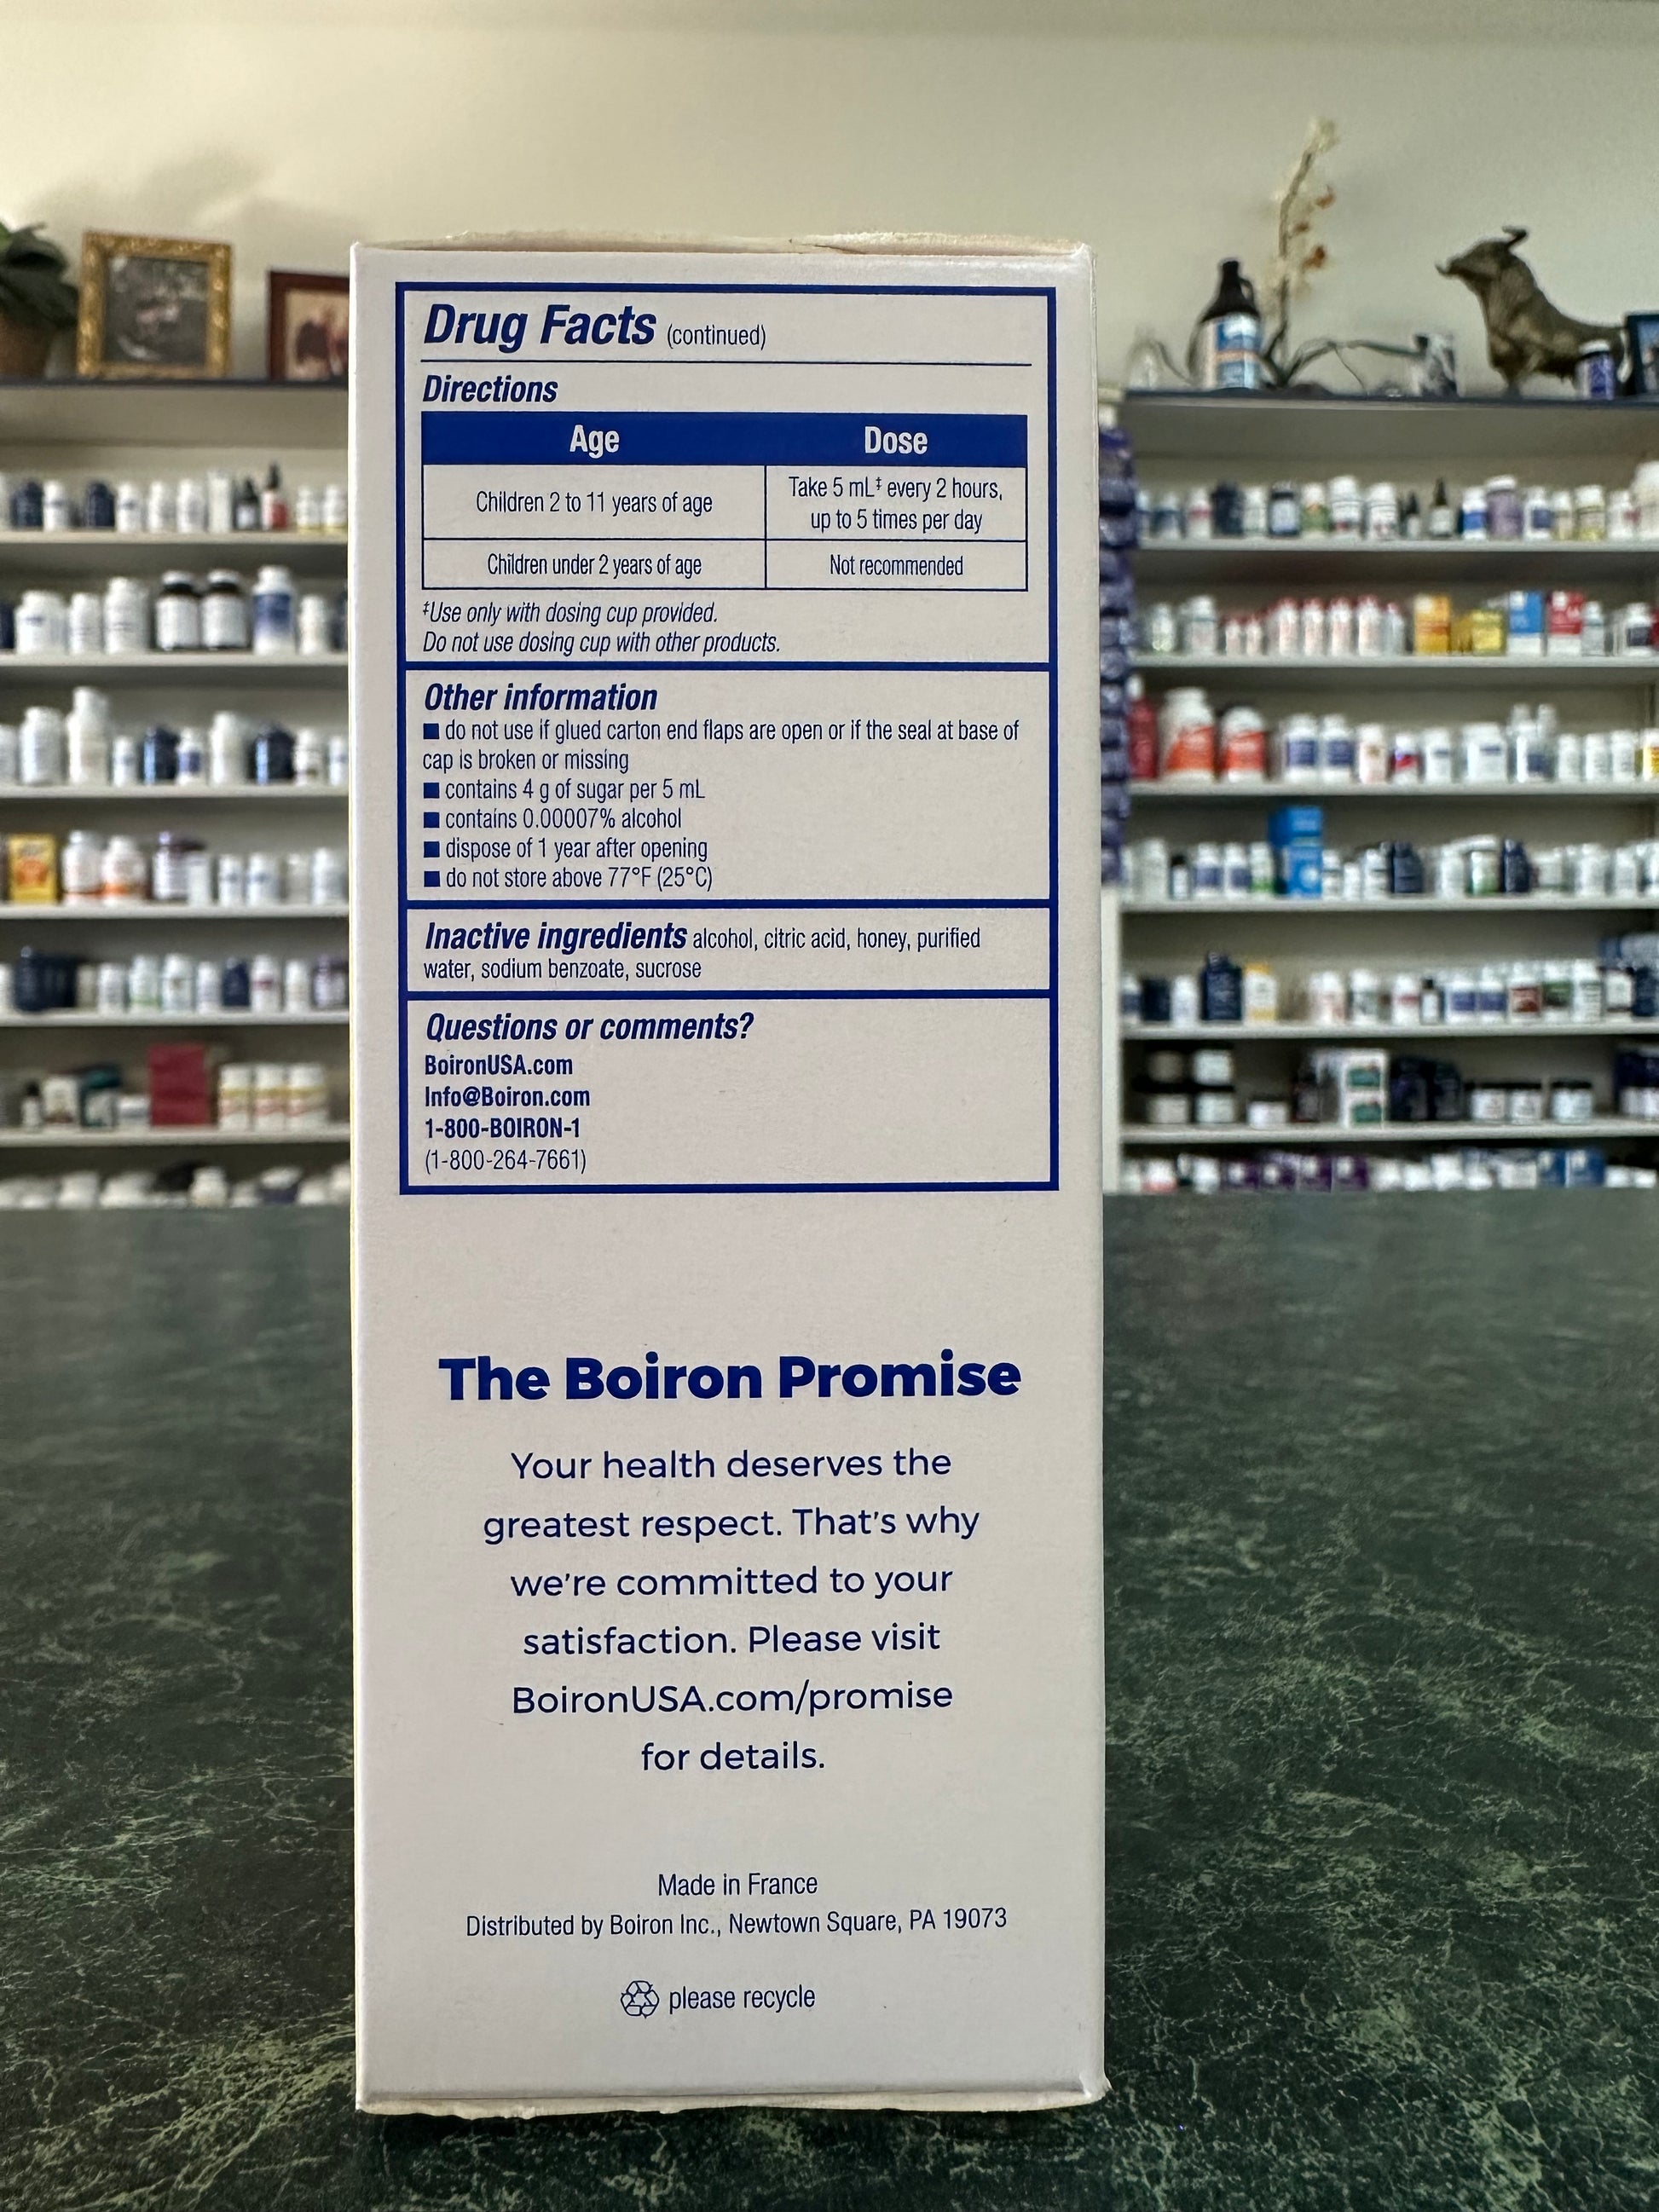 Drug Facts (continued)
Directions
Age Dose
Children 2 to 11 years of age
Take 5 mL‡ every 2 hours,
up to 5 times per day
Children under 2 years of age
Not recommended
‡Use only with dosing cup provided.
Do not use dosing cup with other products.
Other information
■ do not use if glued carton end flaps are open or if the seal at base of
cap is broken or missing
■ contains 4 g of sugar per 5 mL
■ contains 0.00007% alcohol
■ dispose of 1 year after opening
■ do not store above 77°F (25°C)
Inactive ingredients alcohol, citric acid, honey, purified
water, sodium benzoate, sucrose
Questions or comments?
BoironUSA.com
Info@Boiron.com
1-800-BOIRON-1
(1-800-264-7661)
The Boiron Promise
Your health deserves the
greatest respect. That's why
we're committed to your
satisfaction. Please visit
BoironUSA.com/promise
for details.
Made in France
Distributed by Boiron Inc., Newtown Square, PA 19073
please recycle